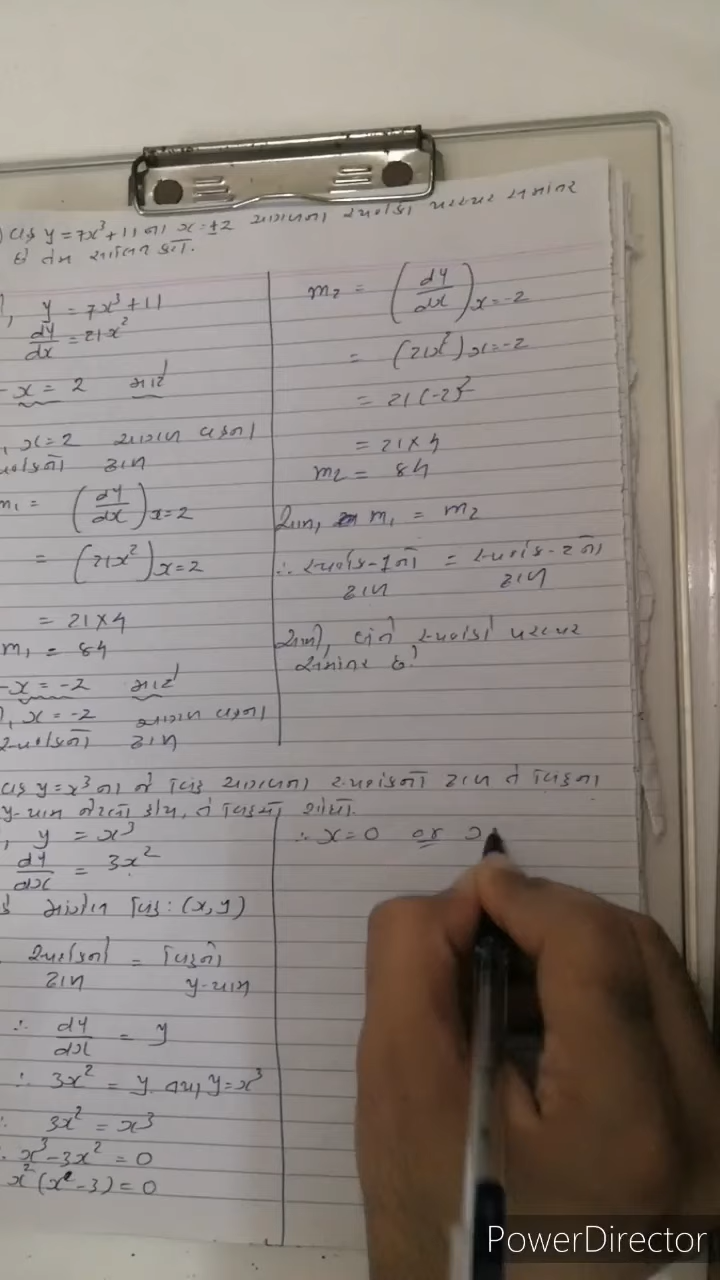 વક્ર y = 7x³ + 11 ના x = ±2 આગળના સ્પર્શકો પરસ્પર સમાંતર
છે તેમ સાબિત કરો.
, y = 7x³ + 11
dy/dx = 21x²
- x = 2 માટે
, x = 2 આગળ વક્રના
સ્પર્શકનો ઢાળ
m₁ = (dy/dx) x = 2
= (21x²) x = 2
= 21 × 4
m₁ = 84
- x = -2 માટે
, x = -2 આગળ વક્રના
સ્પર્શકનો ઢાળ
m₂ = (dy/dx) x = -2
= (21x²) x = -2
= 21 (-2)²
= 21 × 4
m₂ = 84
આમ, m₁ = m₂
∴ સ્પર્શક-1નો ઢાળ = સ્પર્શક-2નો ઢાળ
આથી, બંને સ્પર્શકો પરસ્પર
સમાંતર છે.
વક્ર y = x³ ના જે બિંદુ આગળના સ્પર્શકનો ઢાળ તે બિંદુના
y-યામ જેટલો હોય, તે બિંદુઓ શોધો.
, y = x³
dy/dx = 3x²
માંગેલ બિંદુ : (x, y)
સ્પર્શકનો ઢાળ = બિંદુનો y-યામ
∴ dy/dx = y
∴ 3x² = y તથા, y = x³
∴ 3x² = x³
∴ x³ - 3x² = 0
x² (x - 3) = 0
∴ x = 0 or x
PowerDirector